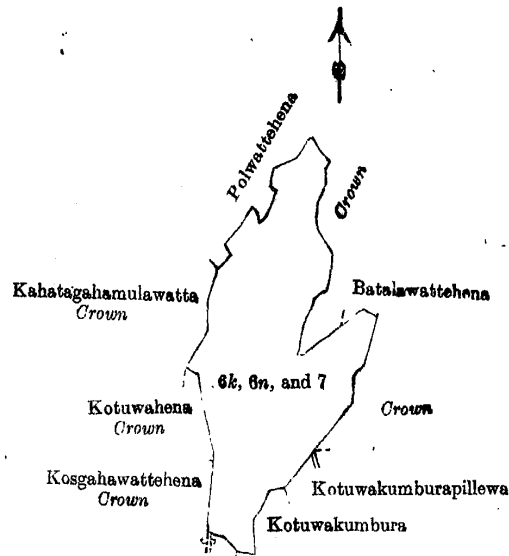 Polwattehena
Crown
Kahatagahamulawatta
Crown
Batalawattehena
6k, 6n, and 7
Kotuwahena
Crown
Crown
Kosgahawattehena
Crown
Kotuwakumburapillewa
Kotuwakumbura